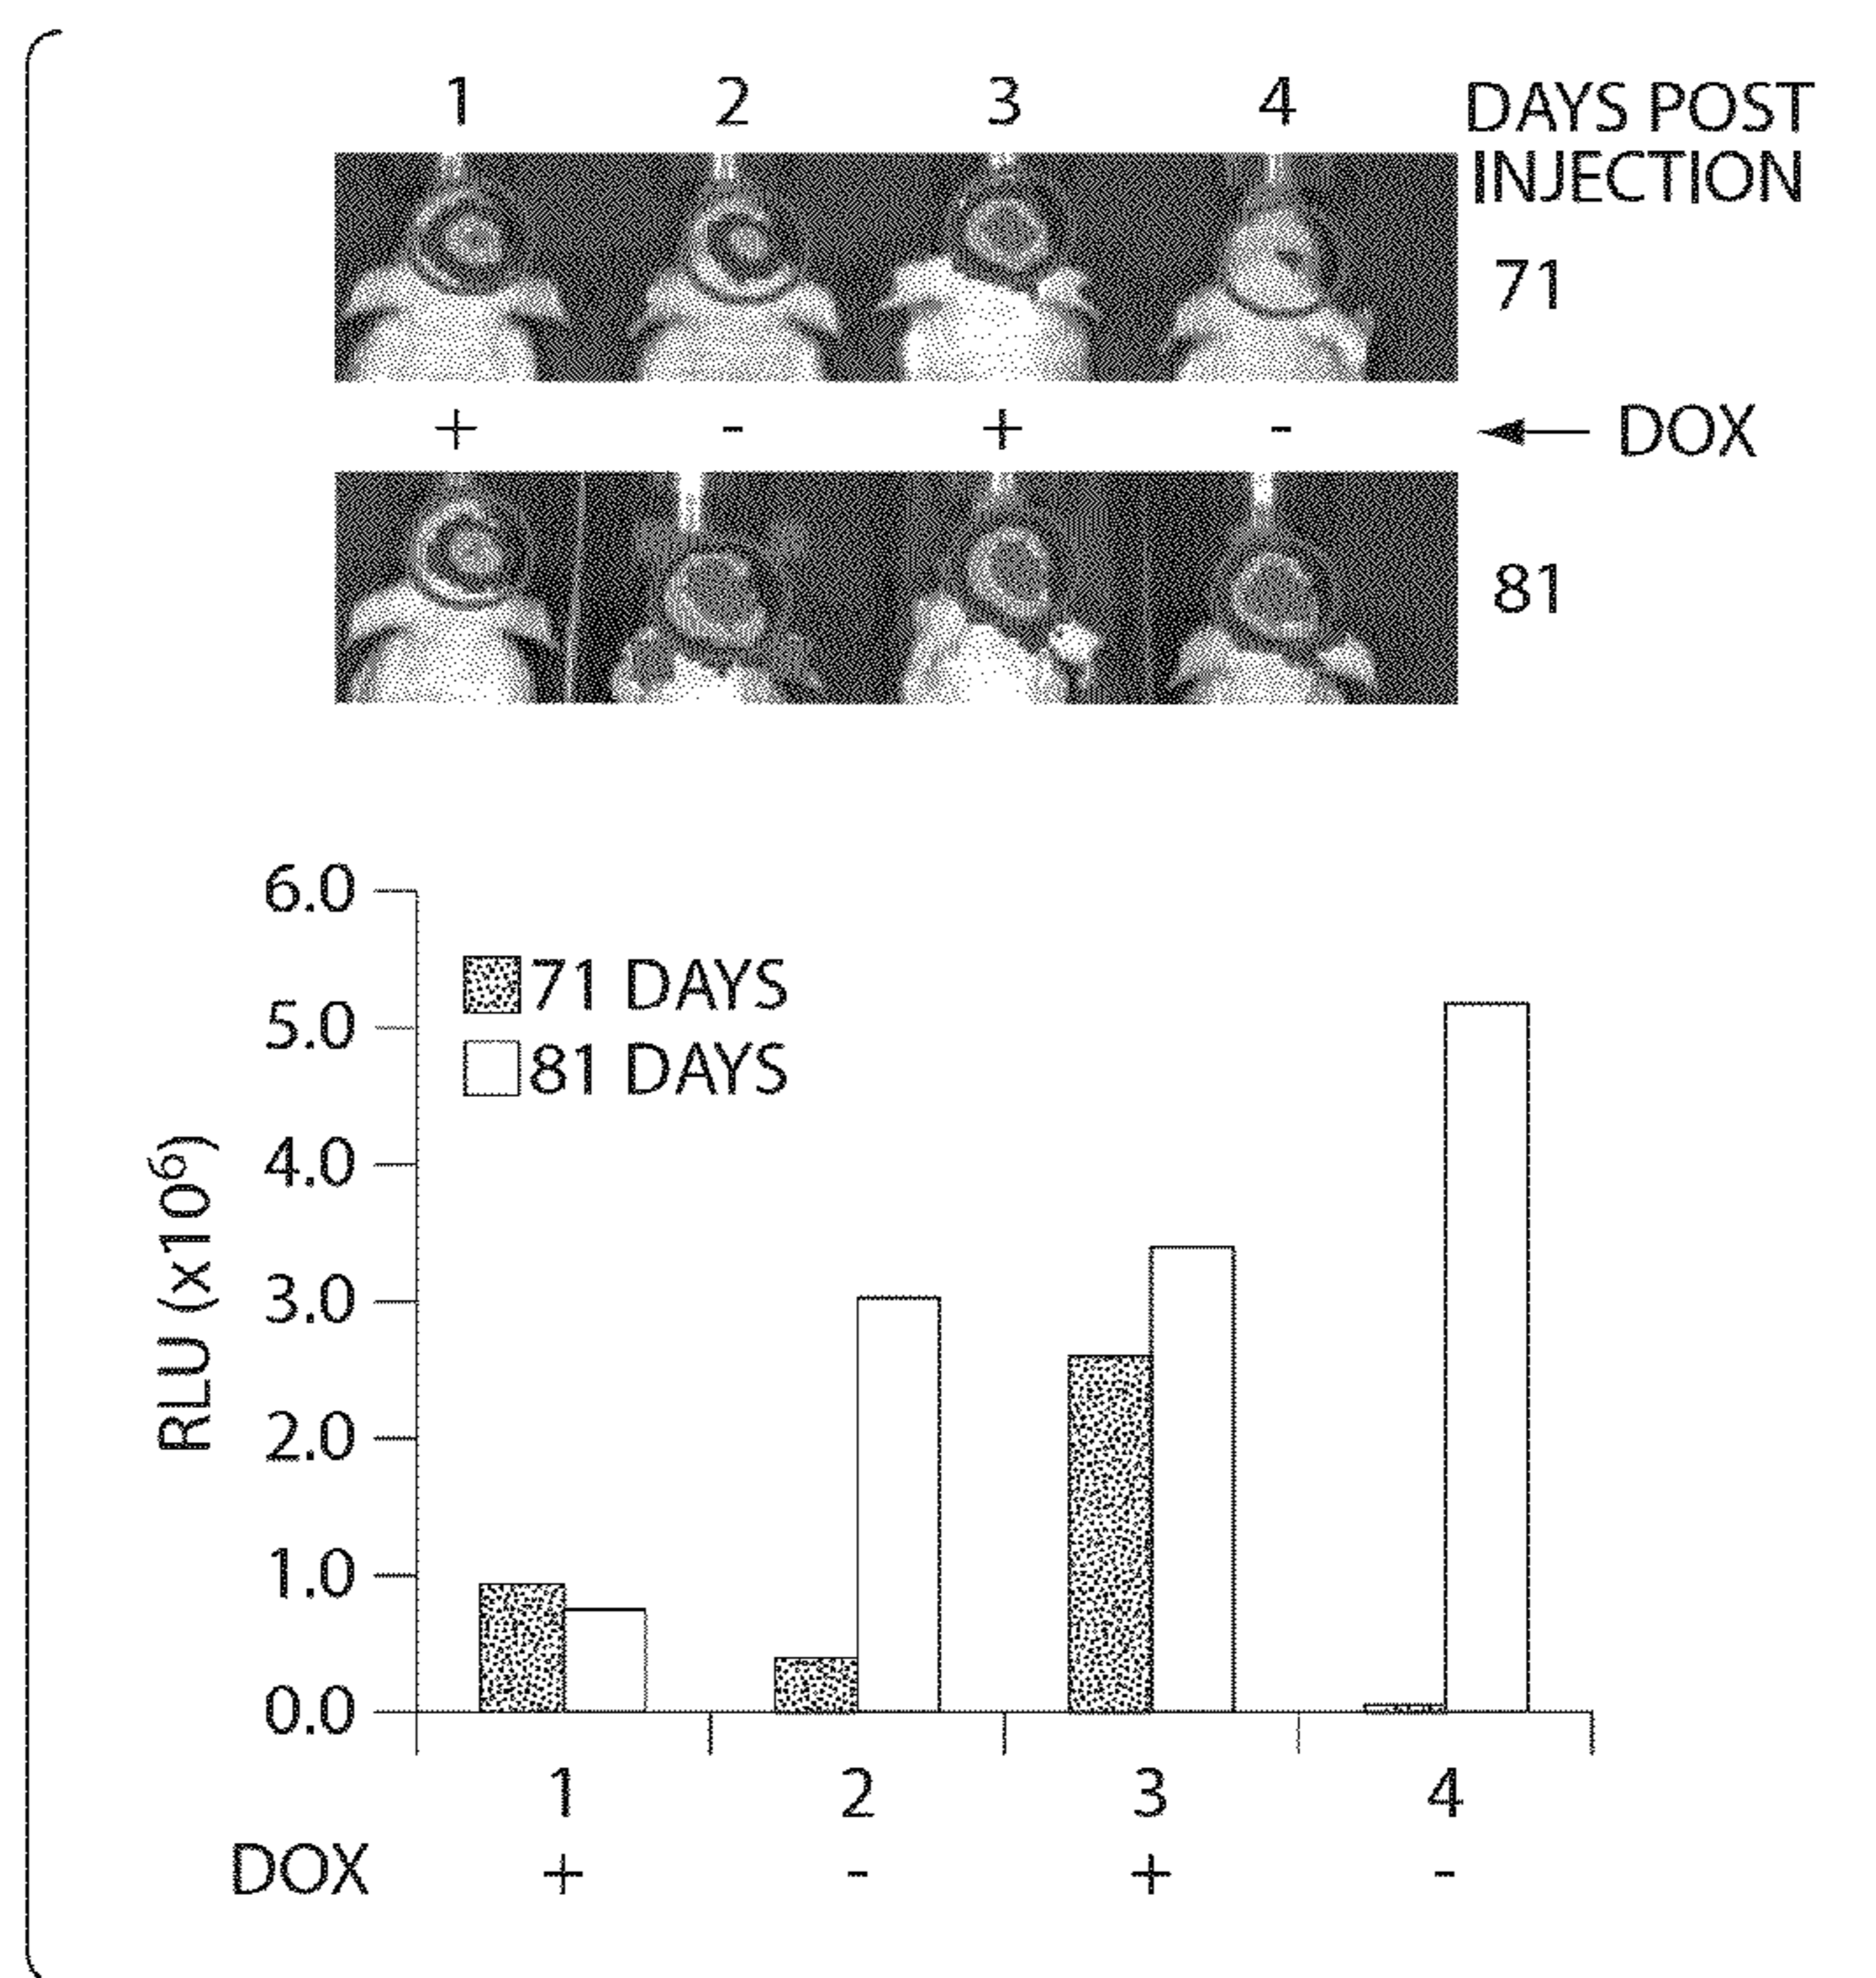 1 2 3 4 DAYS POST
INJECTION
71
+ - + - DOX
81
6.0
71 DAYS
5.0
81 DAYS
4.0
3.0
2.0
1.0
0.0
RLU (x10⁶)
1 2 3 4
DOX + - + -